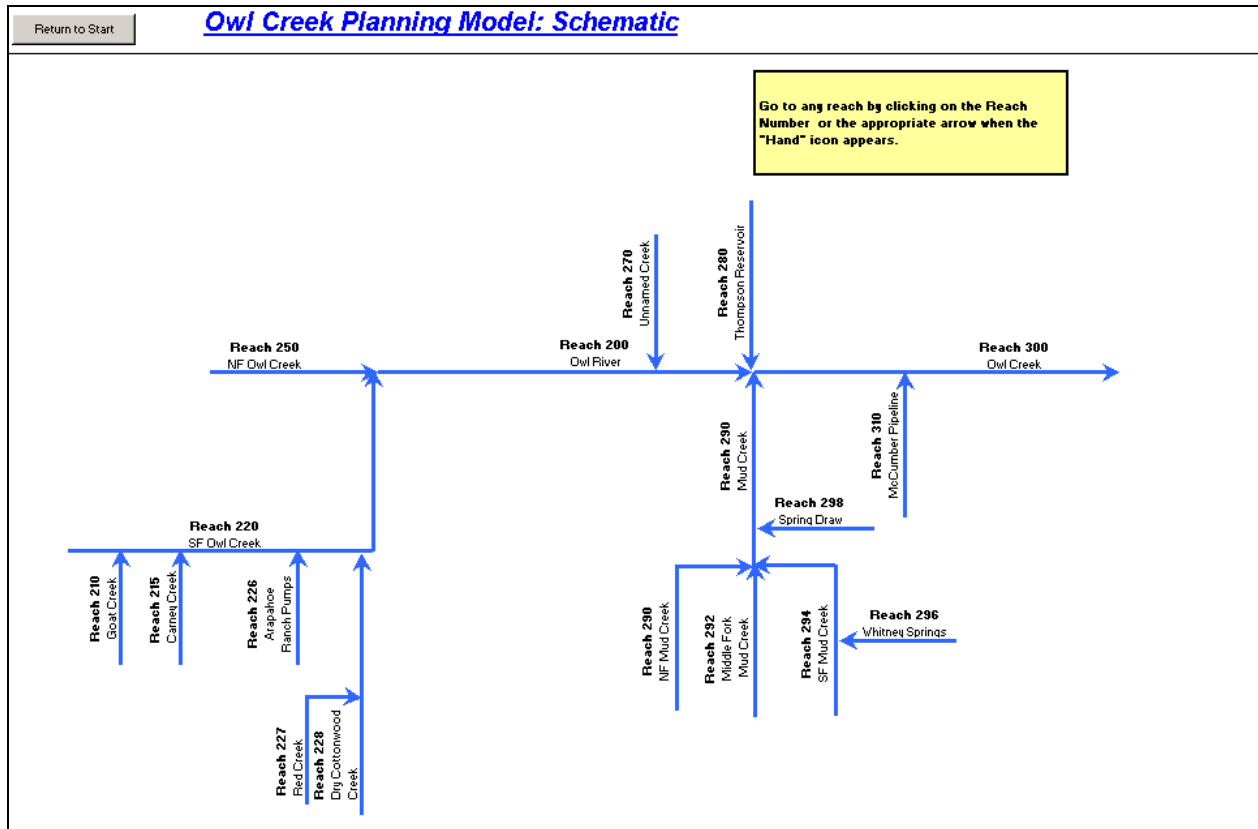 Return to Start
Owl Creek Planning Model: Schematic
Go to any reach by clicking on the Reach
Number or the appropriate arrow when the
"Hand" icon appears.
Reach 270
Unnamed Creek
Reach 280
Thompson Reservoir
Reach 250
NF Owl Creek
Reach 200
Owl River
Reach 300
Owl Creek
Reach 290
Mud Creek
Reach 310
McCumber Pipeline
Reach 298
Spring Draw
Reach 220
SF Owl Creek
Reach 210
Goat Creek
Reach 215
Carney Creek
Reach 226
Arapahoe
Ranch Pumps
Reach 290
NF Mud Creek
Reach 292
Middle Fork
Mud Creek
Reach 294
SF Mud Creek
Reach 296
Whitney Springs
Reach 227
Red Creek
Reach 228
Dry Cottonwood
Creek